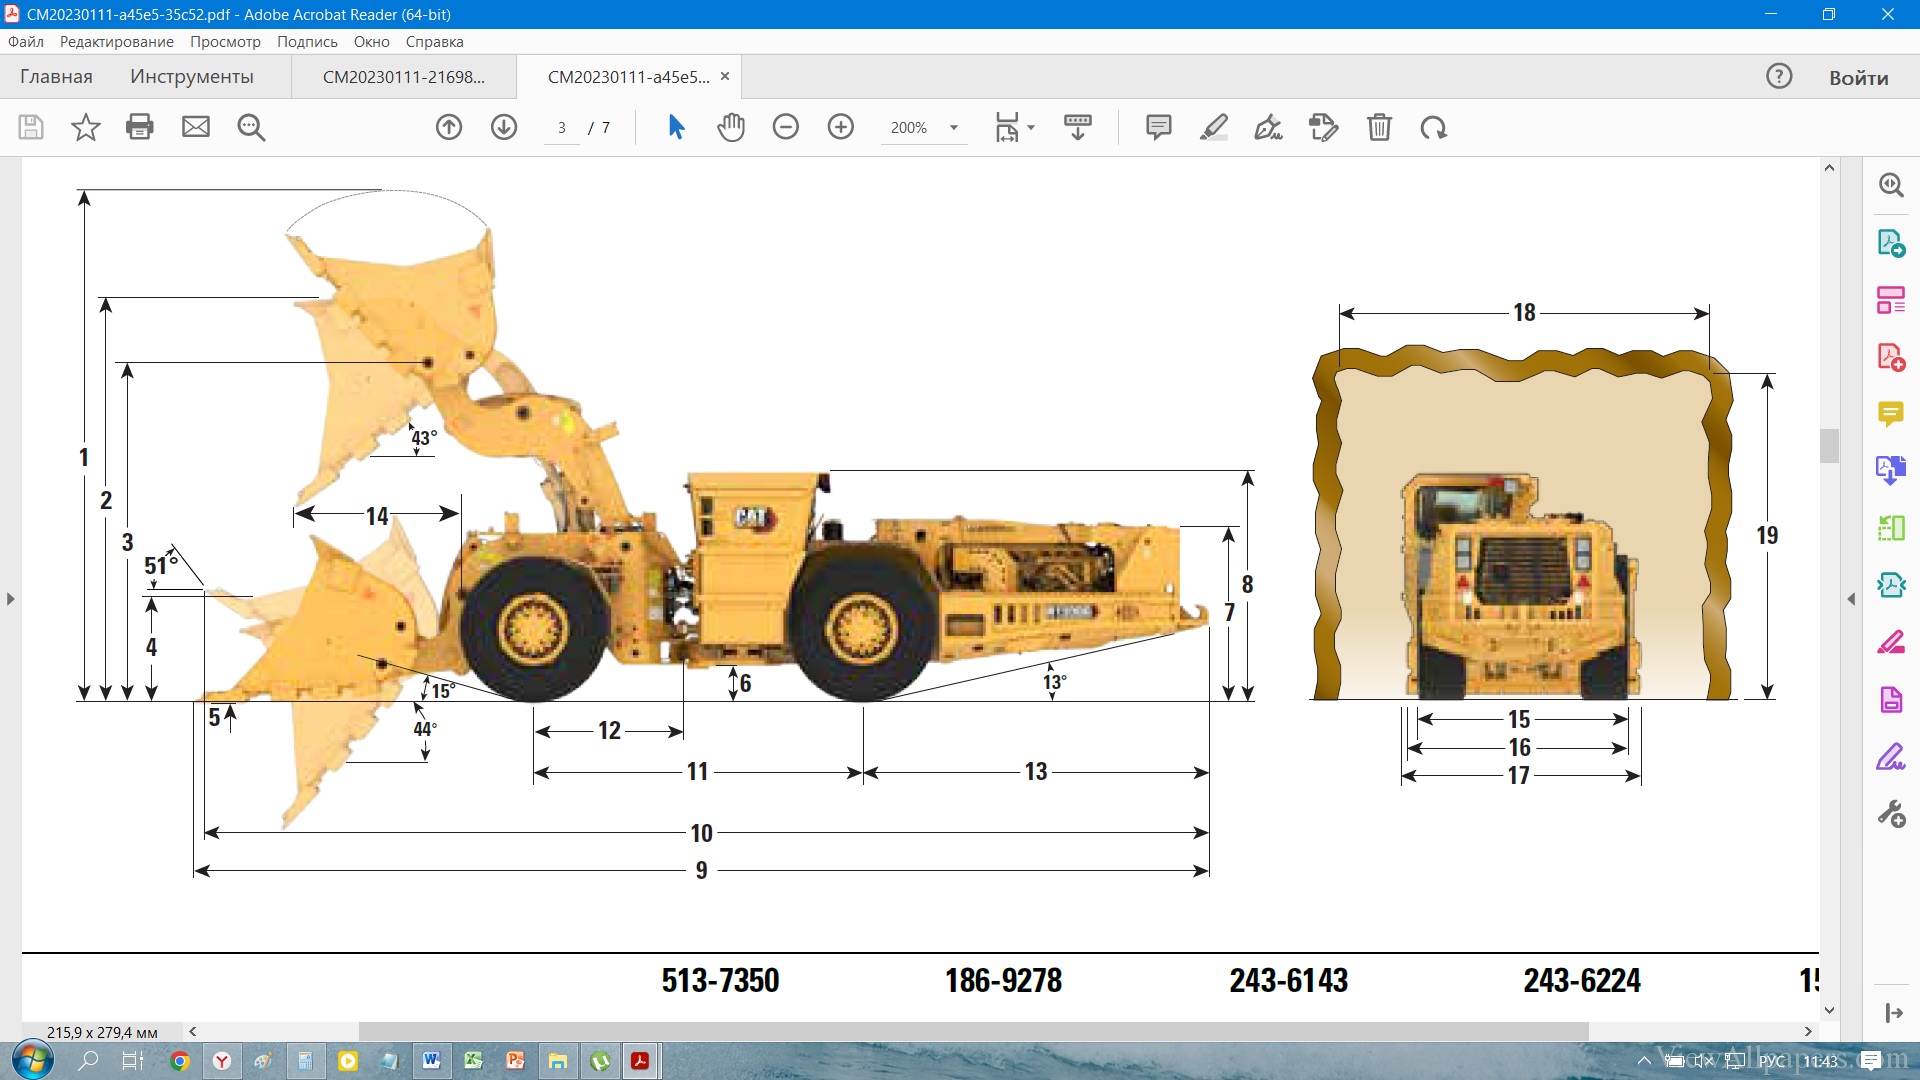 CM20230111-a45e5-35c52.pdf - Adobe Acrobat Reader (64-bit)
Файл Редактирование Просмотр Подпись Окно Справка
Главная Инструменты CM20230111-21698... CM20230111-a45e5... × Войти
3 / 7 200%
18
1
2
3
43°
14
51°
4
5
15°
44°
6
13°
7
8
12
11
13
10
9
CAT
19
15
16
17
513-7350 186-9278 243-6143 243-6224 15
215,9 x 279,4 мм
РУС 11:43
ViewAllpapers.com